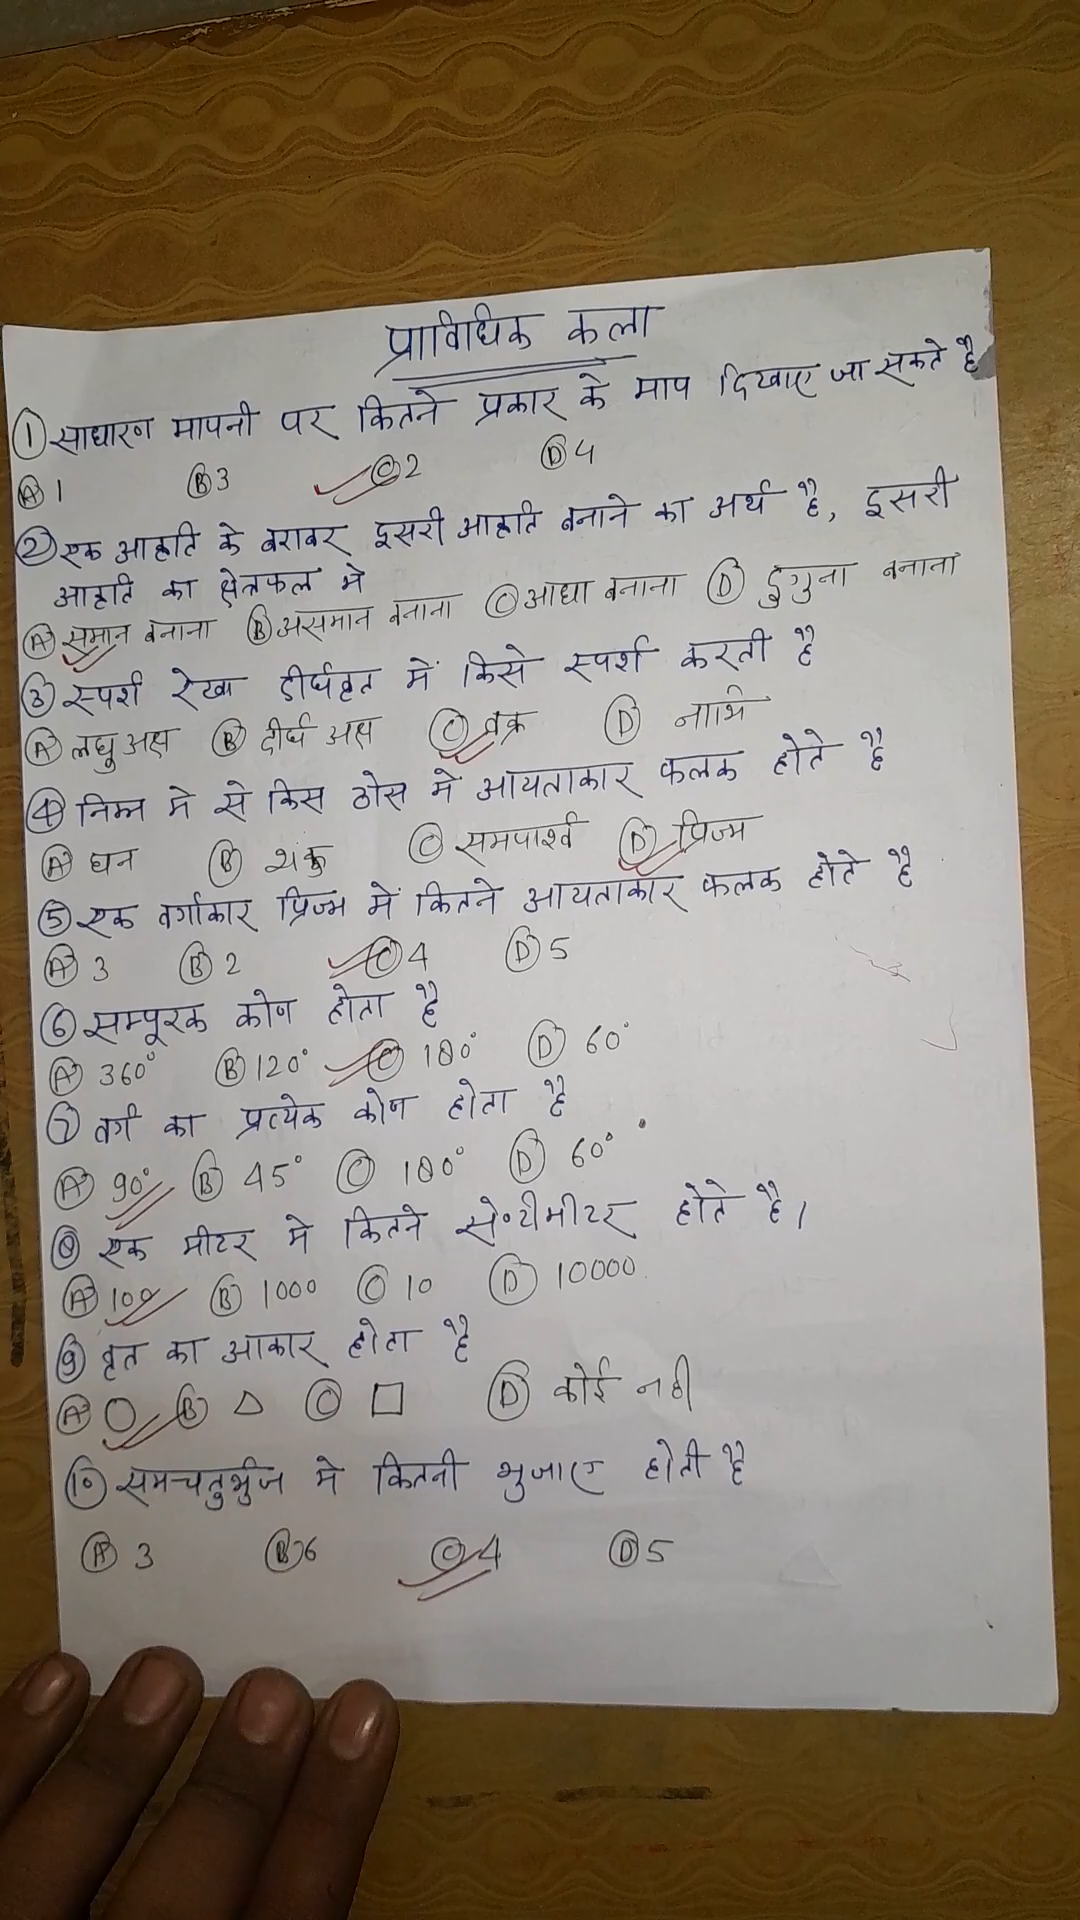 प्राविधिक कला
① साधारण मापनी पर कितने प्रकार के माप दिखाए जा सकते है
Ⓐ 1 Ⓑ 3 Ⓒ 2 Ⓓ 4
② एक आकृति के बराबर दूसरी आकृति बनाने का अर्थ है, दूसरी
आकृति का क्षेत्रफल मे
Ⓐ समान बनाना Ⓑ असमान बनाना Ⓒ आधा बनाना Ⓓ दुगुना बनाना
③ स्पर्श रेखा दीर्घवृत में किसे स्पर्श करती है
Ⓐ लघु अक्ष Ⓑ दीर्घ अक्ष Ⓒ वक्र Ⓓ नाभि
④ निम्न मे से किस ठोस मे आयताकार फलक होते है
Ⓐ घन Ⓑ शंकु Ⓒ समपार्श्व Ⓓ प्रिज्म
⑤ एक वर्गाकार प्रिज्म में कितने आयताकार फलक होते है
Ⓐ 3 Ⓑ 2 Ⓒ 4 Ⓓ 5
⑥ सम्पूरक कोण होता है
Ⓐ 360° Ⓑ 120° Ⓒ 180° Ⓓ 60°
⑦ वर्ग का प्रत्येक कोण होता है
Ⓐ 90° Ⓑ 45° Ⓒ 180° Ⓓ 60°
⑧ एक मीटर मे कितने सेण्टीमीटर होते है।
Ⓐ 100 Ⓑ 1000 Ⓒ 10 Ⓓ 10000
⑨ वृत का आकार होता है
Ⓐ ○ Ⓑ △ Ⓒ □ Ⓓ कोई नही
⑩ समचतुर्भुज मे कितनी भुजाए होती है
Ⓐ 3 Ⓑ 6 Ⓒ 4 Ⓓ 5